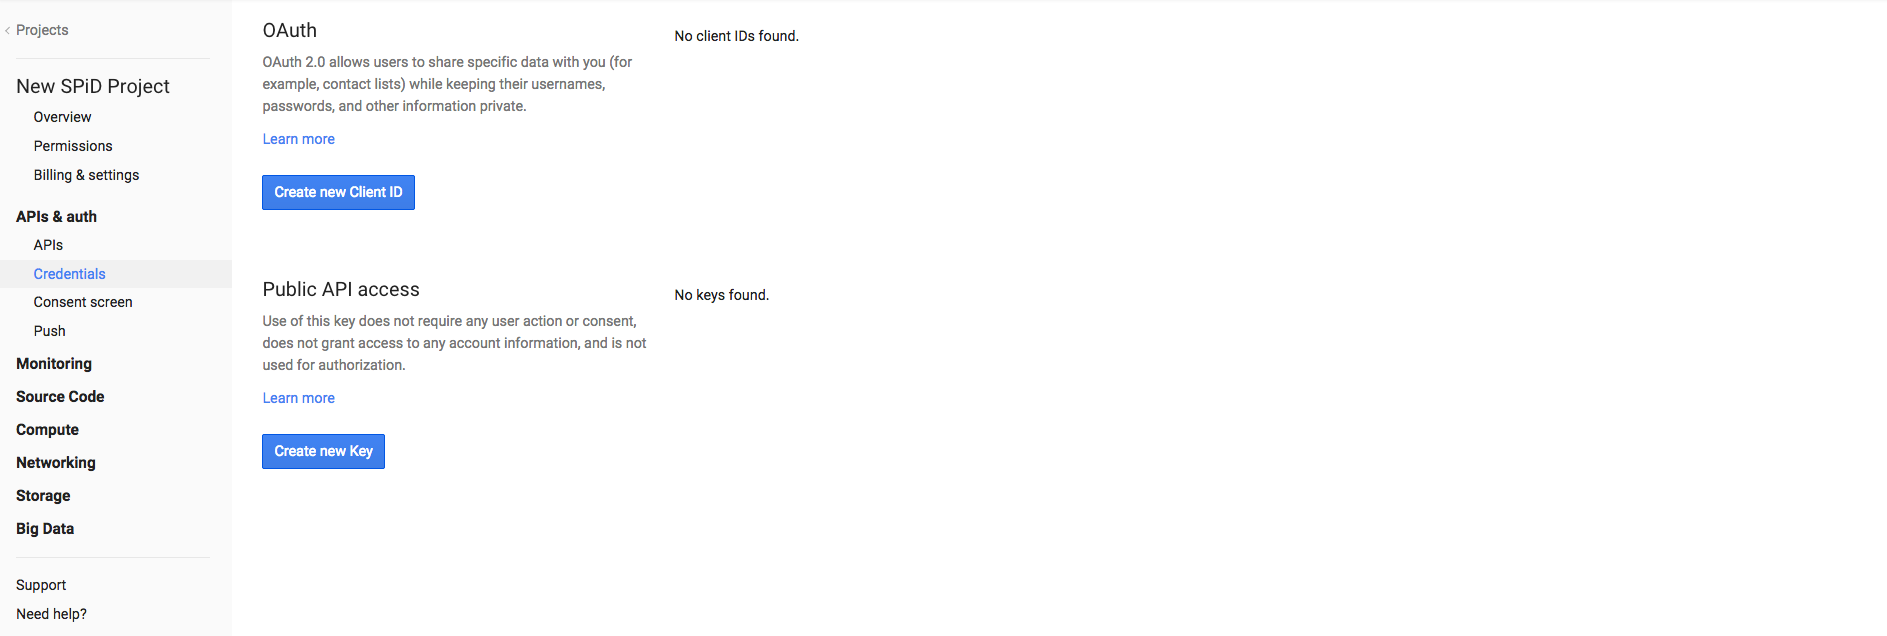 Projects
New SPiD Project
Overview
Permissions
Billing & settings
APIs & auth
APIs
Credentials
Consent screen
Push
Monitoring
Source Code
Compute
Networking
Storage
Big Data
Support
Need help?
OAuth
OAuth 2.0 allows users to share specific data with you (for
example, contact lists) while keeping their usernames,
passwords, and other information private.
Learn more
Create new Client ID
No client IDs found.
Public API access
Use of this key does not require any user action or consent,
does not grant access to any account information, and is not
used for authorization.
Learn more
Create new Key
No keys found.